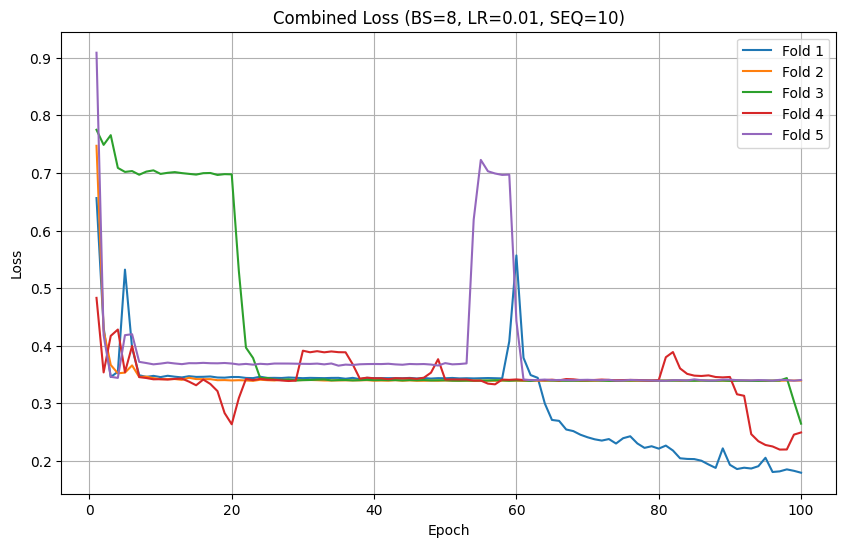 Combined Loss (BS=8, LR=0.01, SEQ=10)
Fold 1
Fold 2
Fold 3
Fold 4
Fold 5
0.9
0.8
0.7
0.6
0.5
0.4
0.3
0.2
Loss
0 20 40 60 80 100
Epoch